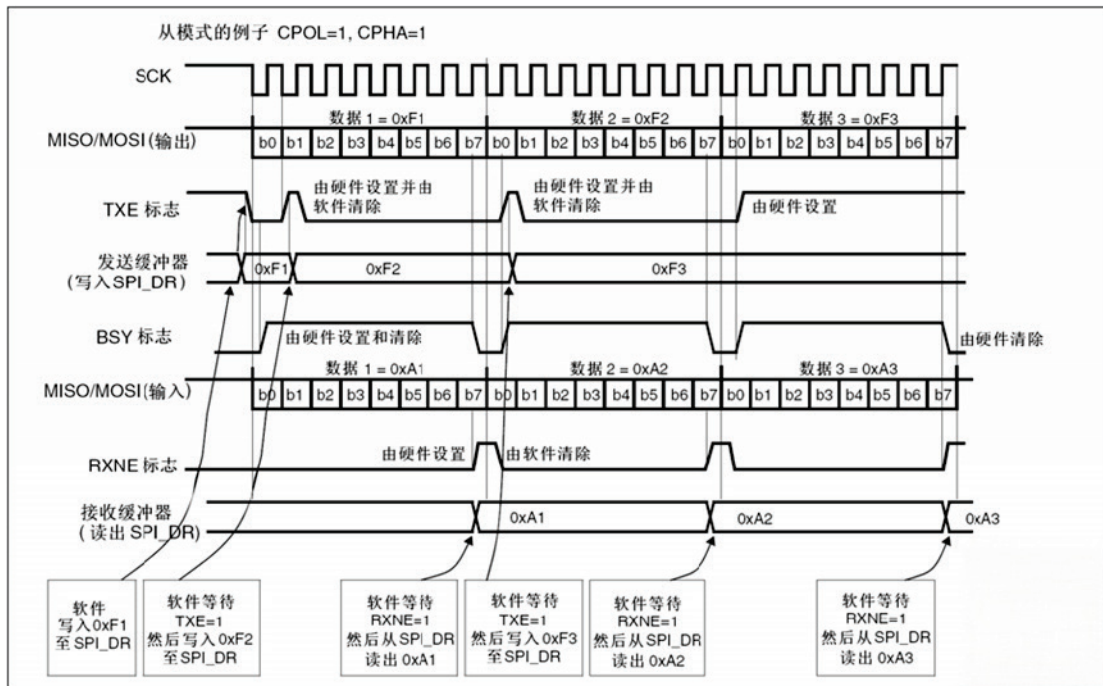 从模式的例子 CPOL=1, CPHA=1
SCK
数据 1 = 0xF1
数据 2 = 0xF2
数据 3 = 0xF3
MISO/MOSI(输出)
b0 b1 b2 b3 b4 b5 b6 b7 b0 b1 b2 b3 b4 b5 b6 b7 b0 b1 b2 b3 b4 b5 b6 b7
TXE 标志
由硬件设置并由
软件清除
由硬件设置并由
软件清除
由硬件设置
发送缓冲器
(写入SPI_DR)
0xF1
0xF2
0xF3
BSY 标志
由硬件设置和清除
由硬件清除
数据 1 = 0xA1
数据 2 = 0xA2
数据 3 = 0xA3
MISO/MOSI(输入)
b0 b1 b2 b3 b4 b5 b6 b7 b0 b1 b2 b3 b4 b5 b6 b7 b0 b1 b2 b3 b4 b5 b6 b7
RXNE 标志
由硬件设置
由软件清除
接收缓冲器
(读出 SPI_DR)
0xA1
0xA2
0xA3
软件
写入0xF1
至SPI_DR
软件等待
TXE=1
然后写入0xF2
至SPI_DR
软件等待
RXNE=1
然后从SPI_DR
读出 0xA1
软件等待
TXE=1
然后写入0xF3
至SPI_DR
软件等待
RXNE=1
然后从SPI_DR
读出 0xA2
软件等待
RXNE=1
然后从SPI_DR
读出 0xA3